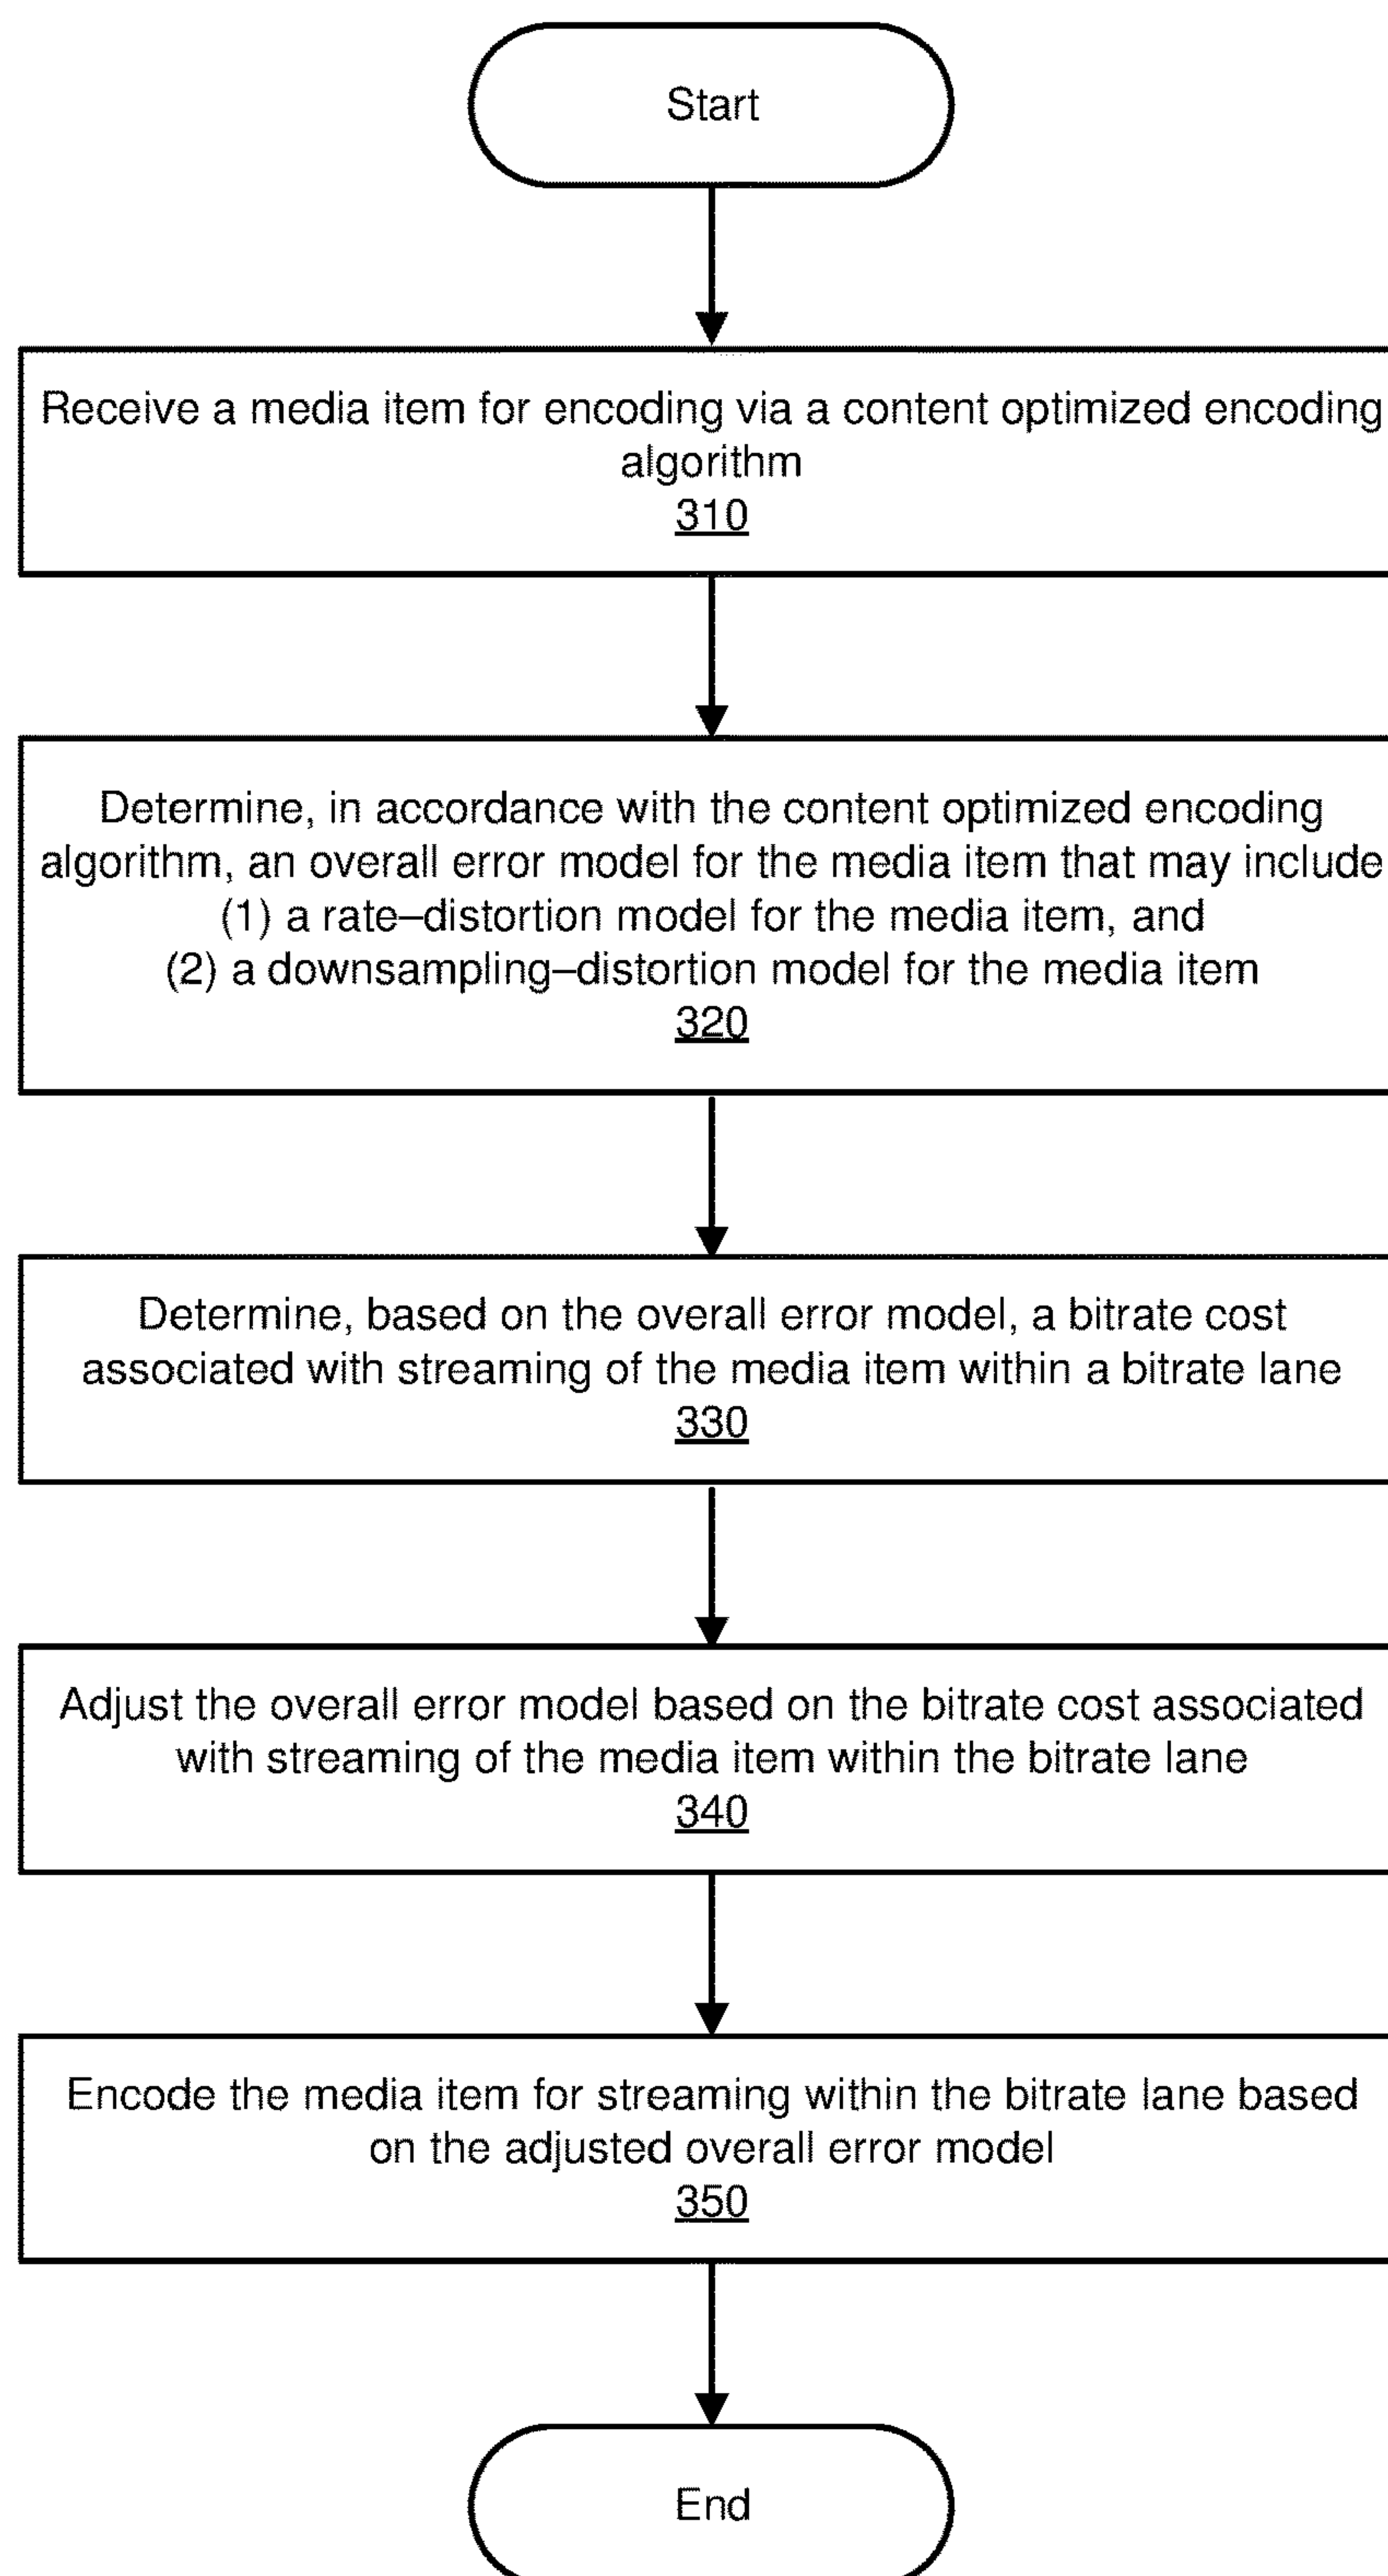 Start
Receive a media item for encoding via a content optimized encoding
algorithm
310
Determine, in accordance with the content optimized encoding
algorithm, an overall error model for the media item that may include
(1) a rate–distortion model for the media item, and
(2) a downsampling–distortion model for the media item
320
Determine, based on the overall error model, a bitrate cost
associated with streaming of the media item within a bitrate lane
330
Adjust the overall error model based on the bitrate cost associated
with streaming of the media item within the bitrate lane
340
Encode the media item for streaming within the bitrate lane based
on the adjusted overall error model
350
End